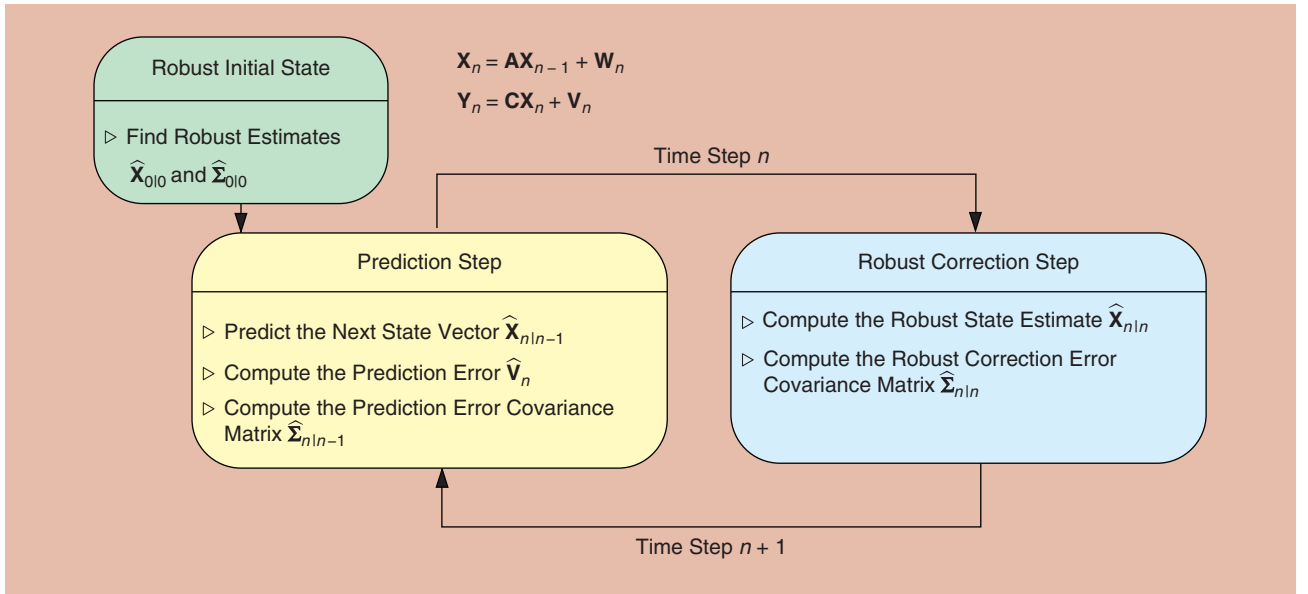 Robust Initial State
▷ Find Robust Estimates
X̂₀|₀ and Σ̂₀|₀
Xₙ = AXₙ₋₁ + Wₙ
Yₙ = CXₙ + Vₙ
Time Step n
Prediction Step
▷ Predict the Next State Vector X̂ₙ|ₙ₋₁
▷ Compute the Prediction Error V̂ₙ
▷ Compute the Prediction Error Covariance
Matrix Σ̂ₙ|ₙ₋₁
Robust Correction Step
▷ Compute the Robust State Estimate X̂ₙ|ₙ
▷ Compute the Robust Correction Error
Covariance Matrix Σ̂ₙ|ₙ
Time Step n + 1